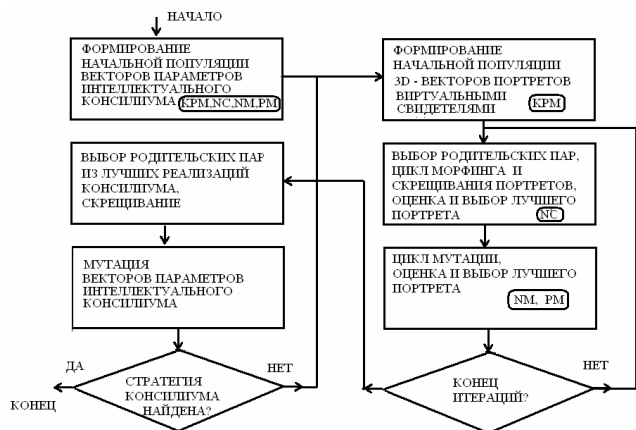 НАЧАЛО
ФОРМИРОВАНИЕ
НАЧАЛЬНОЙ ПОПУЛЯЦИИ
ВЕКТОРОВ ПАРАМЕТРОВ
ИНТЕЛЛЕКТУАЛЬНОГО
КОНСИЛИУМА KPM,NC,NM,PM
ВЫБОР РОДИТЕЛЬСКИХ ПАР
ИЗ ЛУЧШИХ РЕАЛИЗАЦИЙ
КОНСИЛИУМА,
СКРЕЩИВАНИЕ
МУТАЦИЯ
ВЕКТОРОВ ПАРАМЕТРОВ
ИНТЕЛЛЕКТУАЛЬНОГО
КОНСИЛИУМА
ДА
НЕТ
СТРАТЕГИЯ
КОНСИЛИУМА
НАЙДЕНА?
КОНЕЦ
ФОРМИРОВАНИЕ
НАЧАЛЬНОЙ ПОПУЛЯЦИИ
3D - ВЕКТОРОВ ПОРТРЕТОВ
ВИРТУАЛЬНЫМИ
СВИДЕТЕЛЯМИ KPM
ВЫБОР РОДИТЕЛЬСКИХ ПАР,
ЦИКЛ МОРФИНГА И
СКРЕЩИВАНИЯ ПОРТРЕТОВ,
ОЦЕНКА И ВЫБОР ЛУЧШЕГО
ПОРТРЕТА NC
ЦИКЛ МУТАЦИИ,
ОЦЕНКА И ВЫБОР ЛУЧШЕГО
ПОРТРЕТА
NM, PM
НЕТ
КОНЕЦ
ИТЕРАЦИЙ?